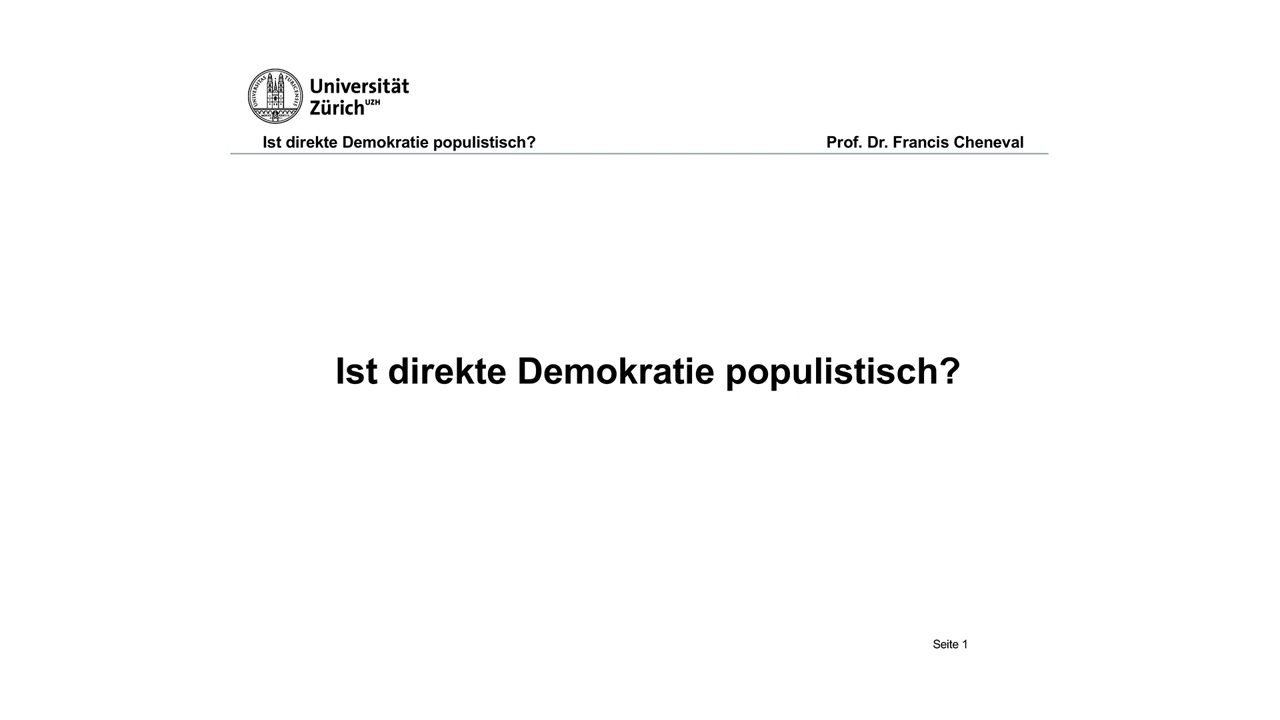 Universität
Zürich UZH
Ist direkte Demokratie populistisch?
Prof. Dr. Francis Cheneval
Ist direkte Demokratie populistisch?
Seite 1